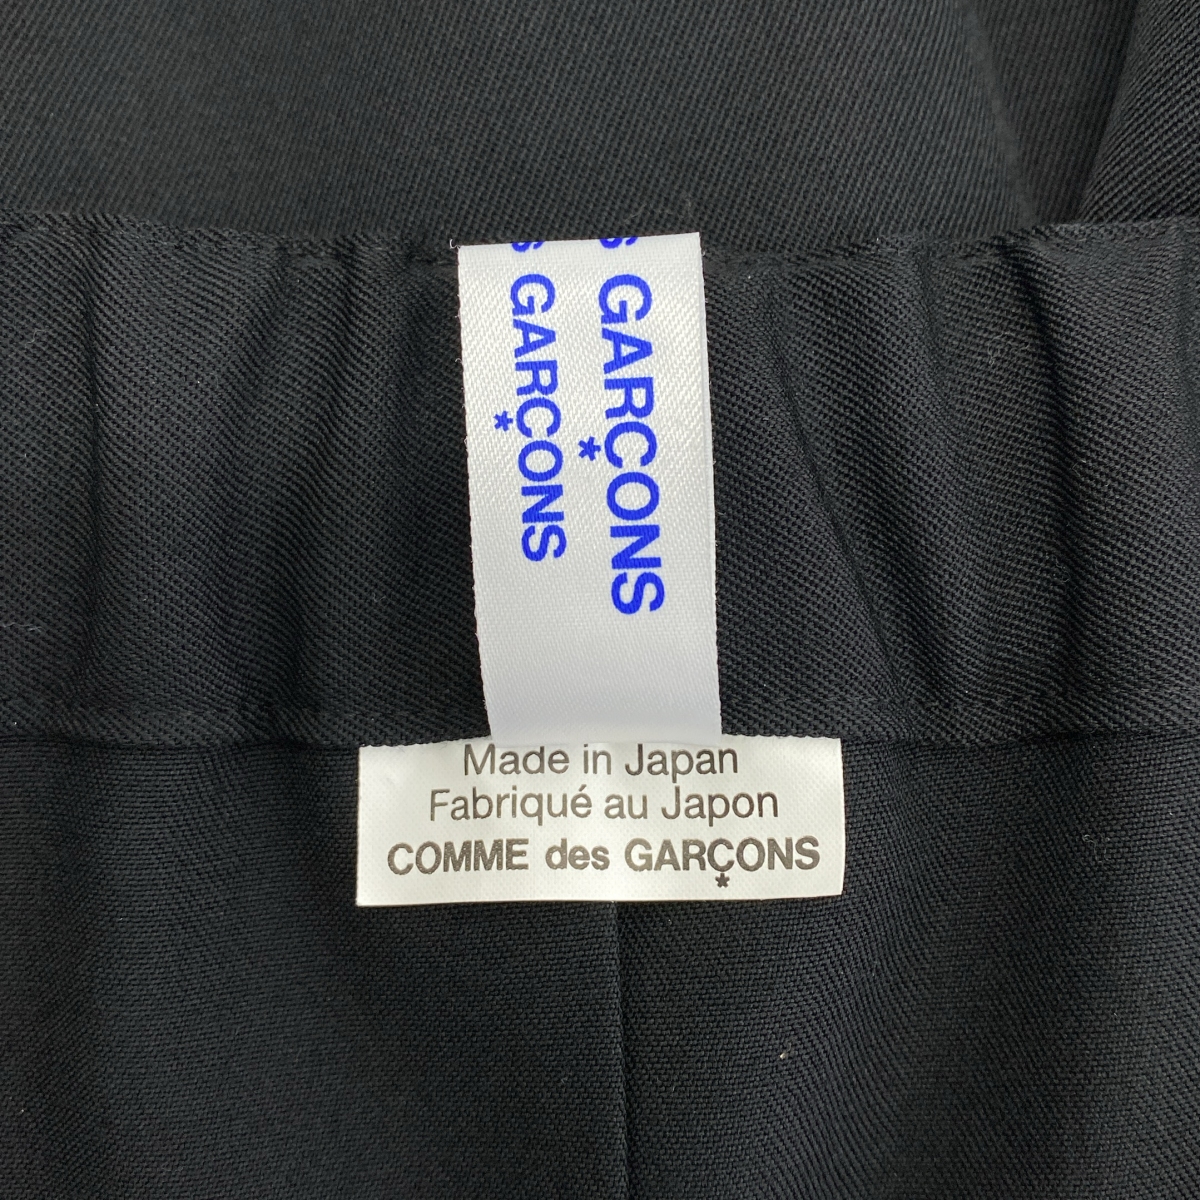 GARÇONS
GARÇONS
Made in Japan
Fabriqué au Japon
COMME des GARÇONS